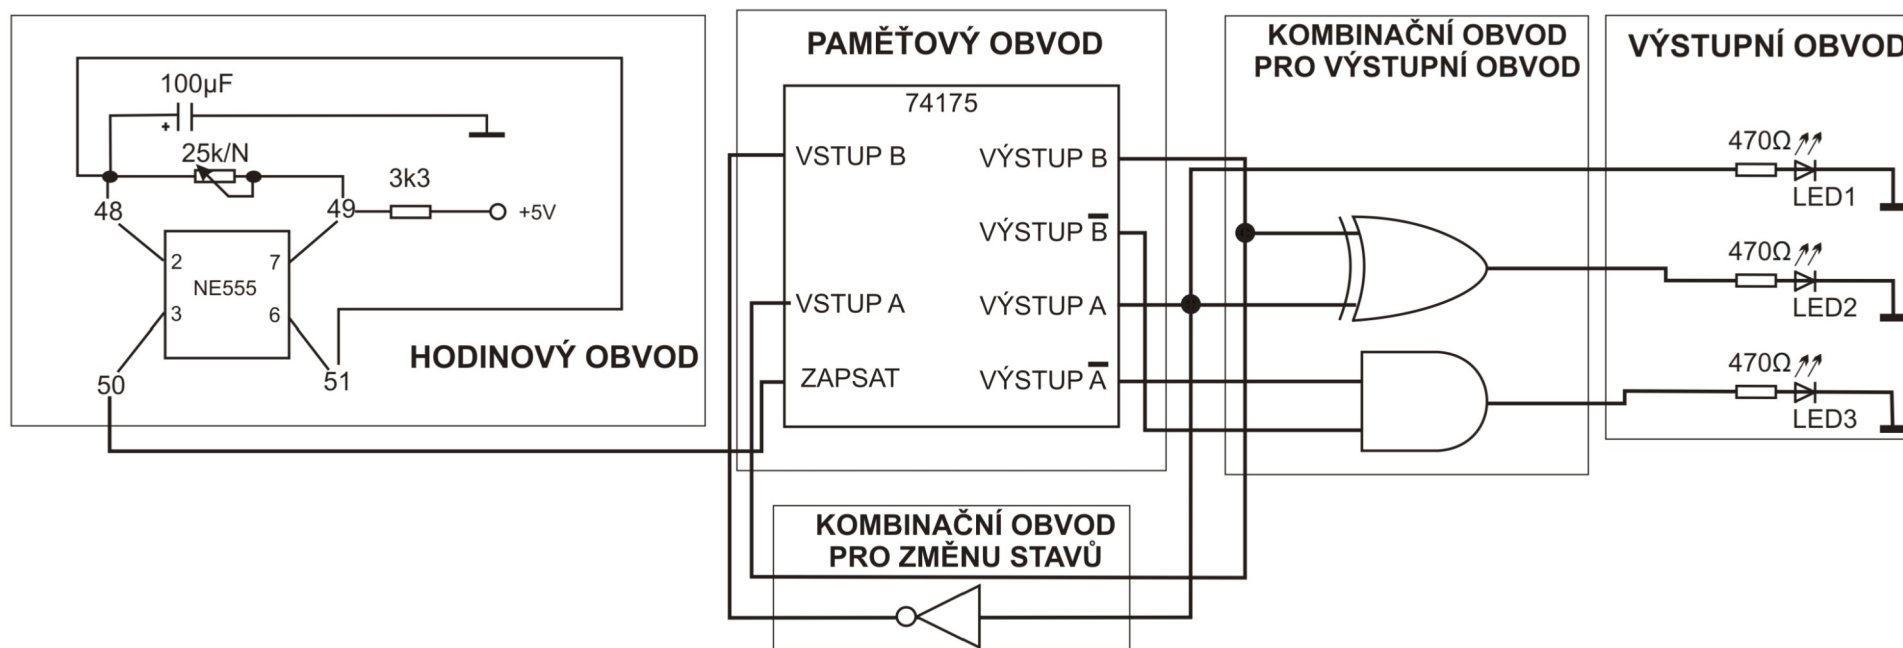 100µF
25k/N
3k3
48
49
+5V
2
7
NE555
3
6
50
51
HODINOVÝ OBVOD
PAMĚŤOVÝ OBVOD
74175
VSTUP B
VÝSTUP B
VÝSTUP B̅
VSTUP A
VÝSTUP A
ZAPSAT
VÝSTUP A̅
KOMBINAČNÍ OBVOD
PRO ZMĚNU STAVŮ
KOMBINAČNÍ OBVOD
PRO VÝSTUPNÍ OBVOD
VÝSTUPNÍ OBVOD
470Ω
LED1
470Ω
LED2
470Ω
LED3